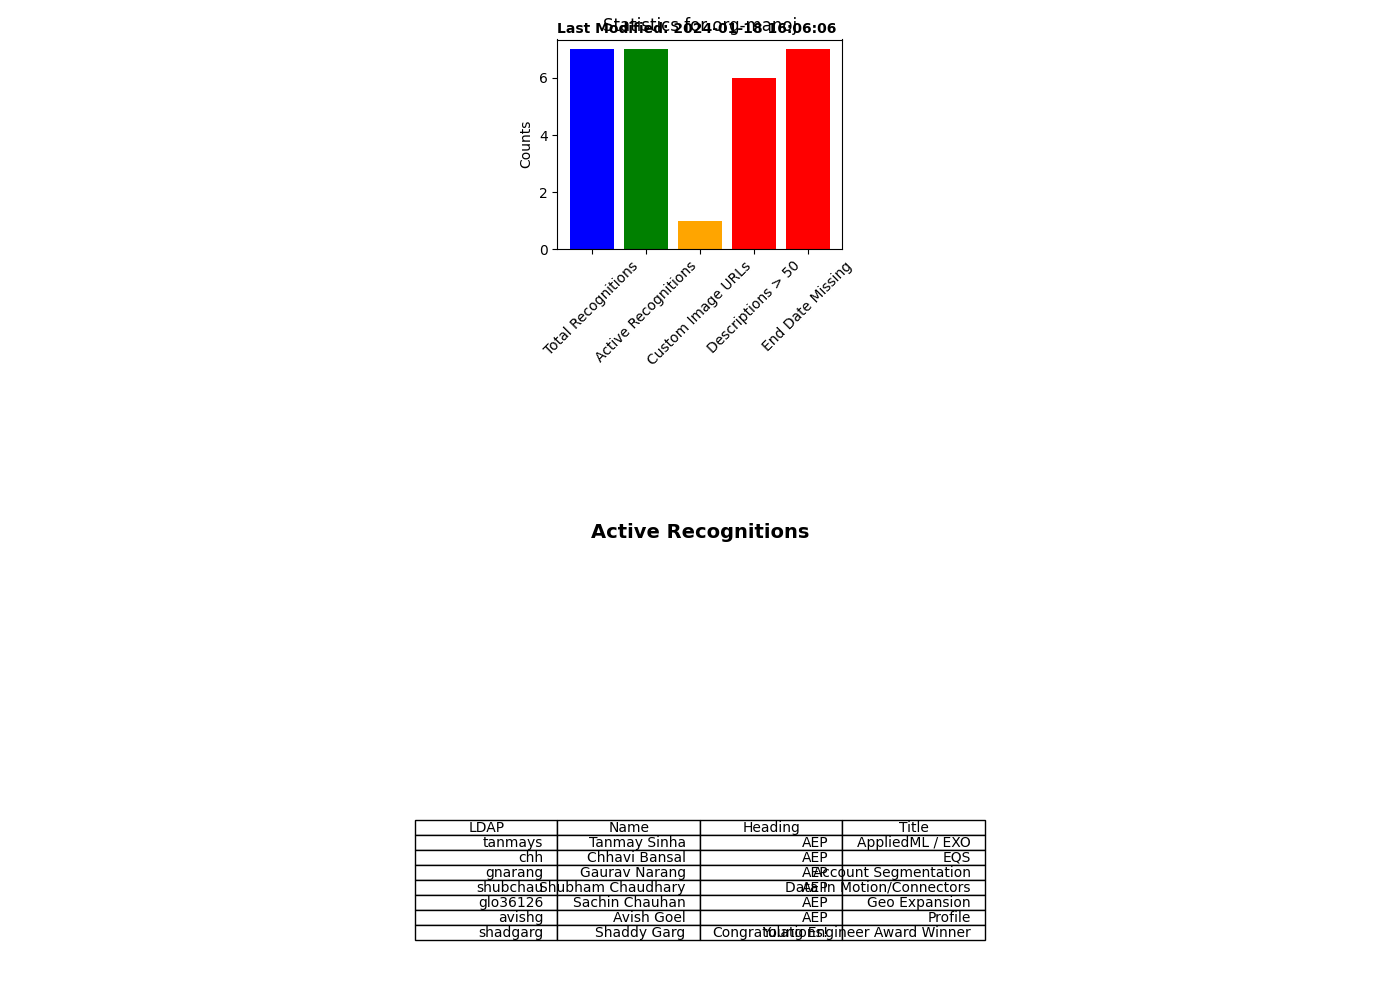 Statistics for org-manoj
Last Modified: 2024-01-18 16:06:06
Counts
6
4
2
0
Total Recognitions
Active Recognitions
Custom Image URLs
Descriptions > 50
End Date Missing
Active Recognitions
LDAP Name Heading Title
tanmays Tanmay Sinha AEP AppliedML / EXO
chh Chhavi Bansal AEP EQS
gnarang Gaurav Narang AEP Account Segmentation
shubchau Shubham Chaudhary AEP Data In Motion/Connectors
glo36126 Sachin Chauhan AEP Geo Expansion
avishg Avish Goel AEP Profile
shadgarg Shaddy Garg Congratulations! Young Engineer Award Winner